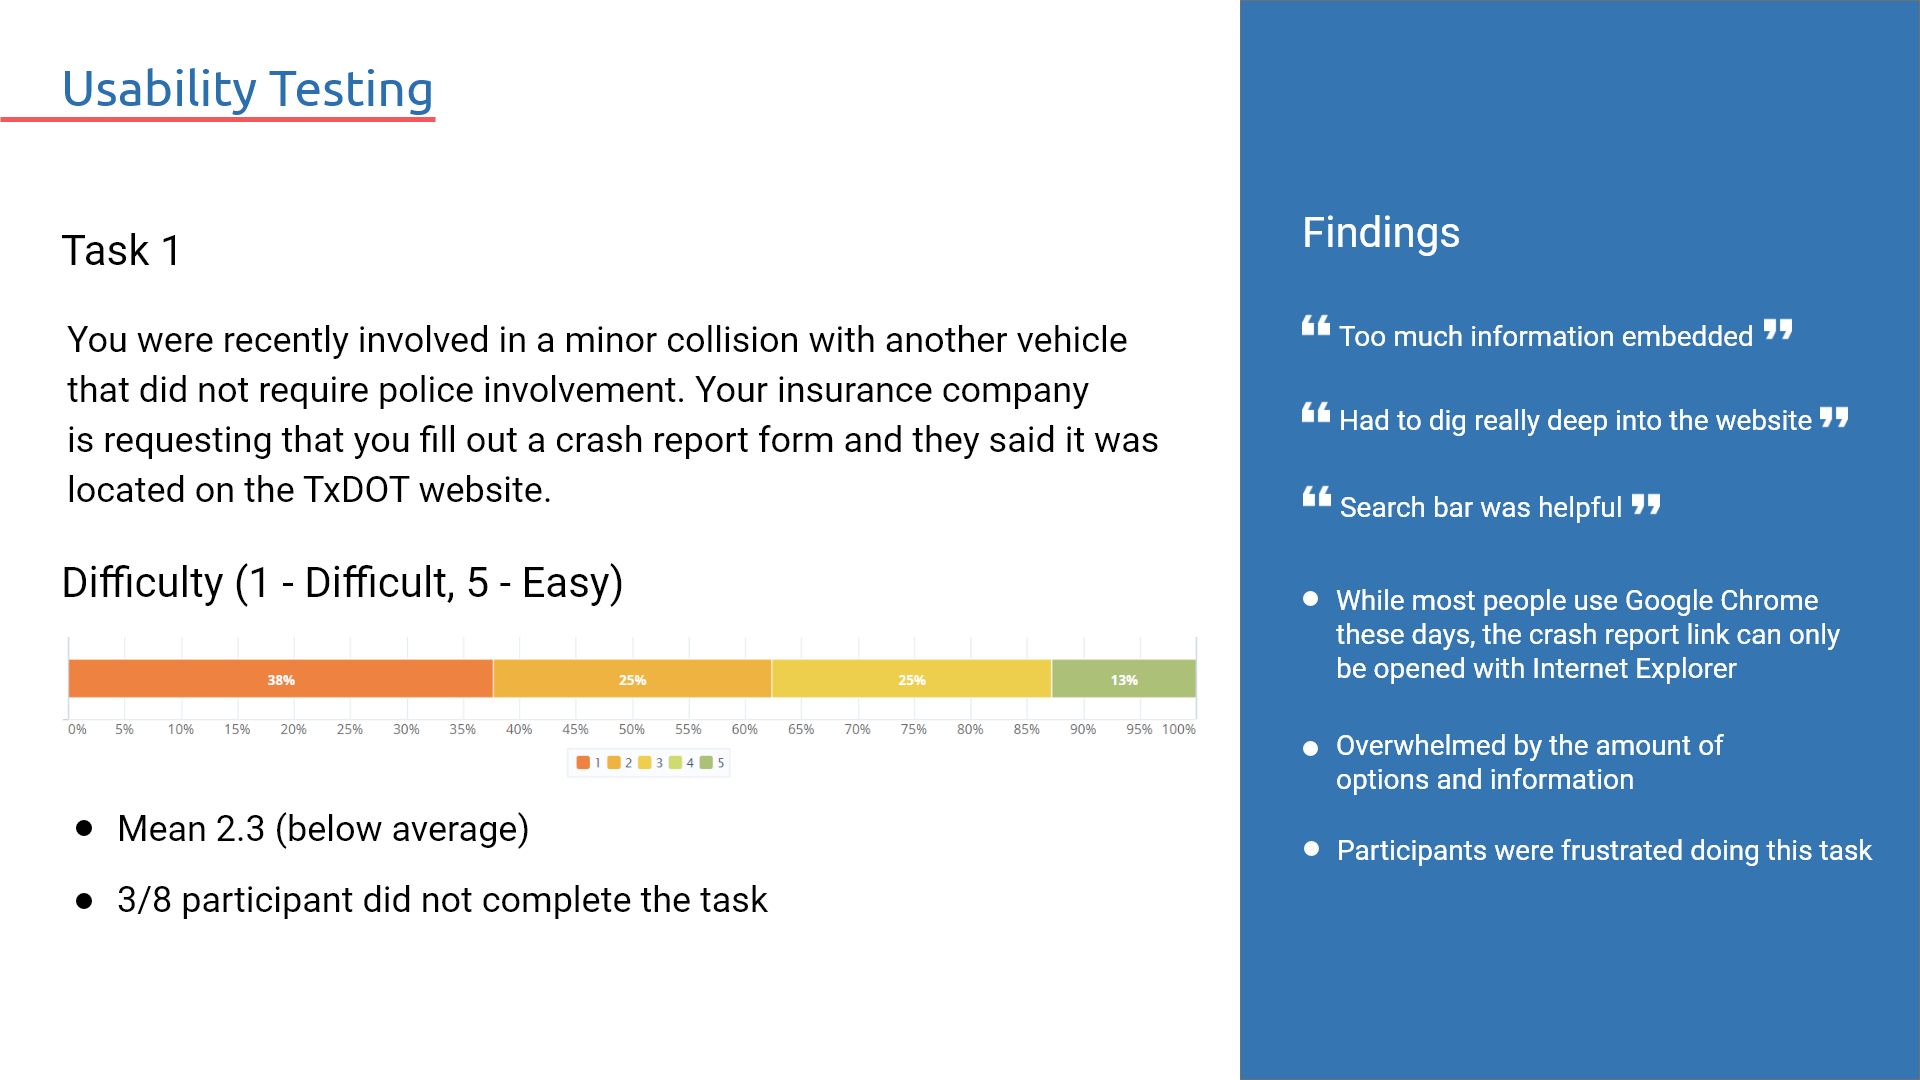 Usability Testing
Task 1
You were recently involved in a minor collision with another vehicle
that did not require police involvement. Your insurance company
is requesting that you fill out a crash report form and they said it was
located on the TxDOT website.
Difficulty (1 - Difficult, 5 - Easy)
38% 25% 25% 13%
0% 5% 10% 15% 20% 25% 30% 35% 40% 45% 50% 55% 60% 65% 70% 75% 80% 85% 90% 95% 100%
1 2 3 4 5
● Mean 2.3 (below average)
● 3/8 participant did not complete the task
Findings
❝ Too much information embedded ❞
❝ Had to dig really deep into the website ❞
❝ Search bar was helpful ❞
● While most people use Google Chrome
these days, the crash report link can only
be opened with Internet Explorer
● Overwhelmed by the amount of
options and information
● Participants were frustrated doing this task